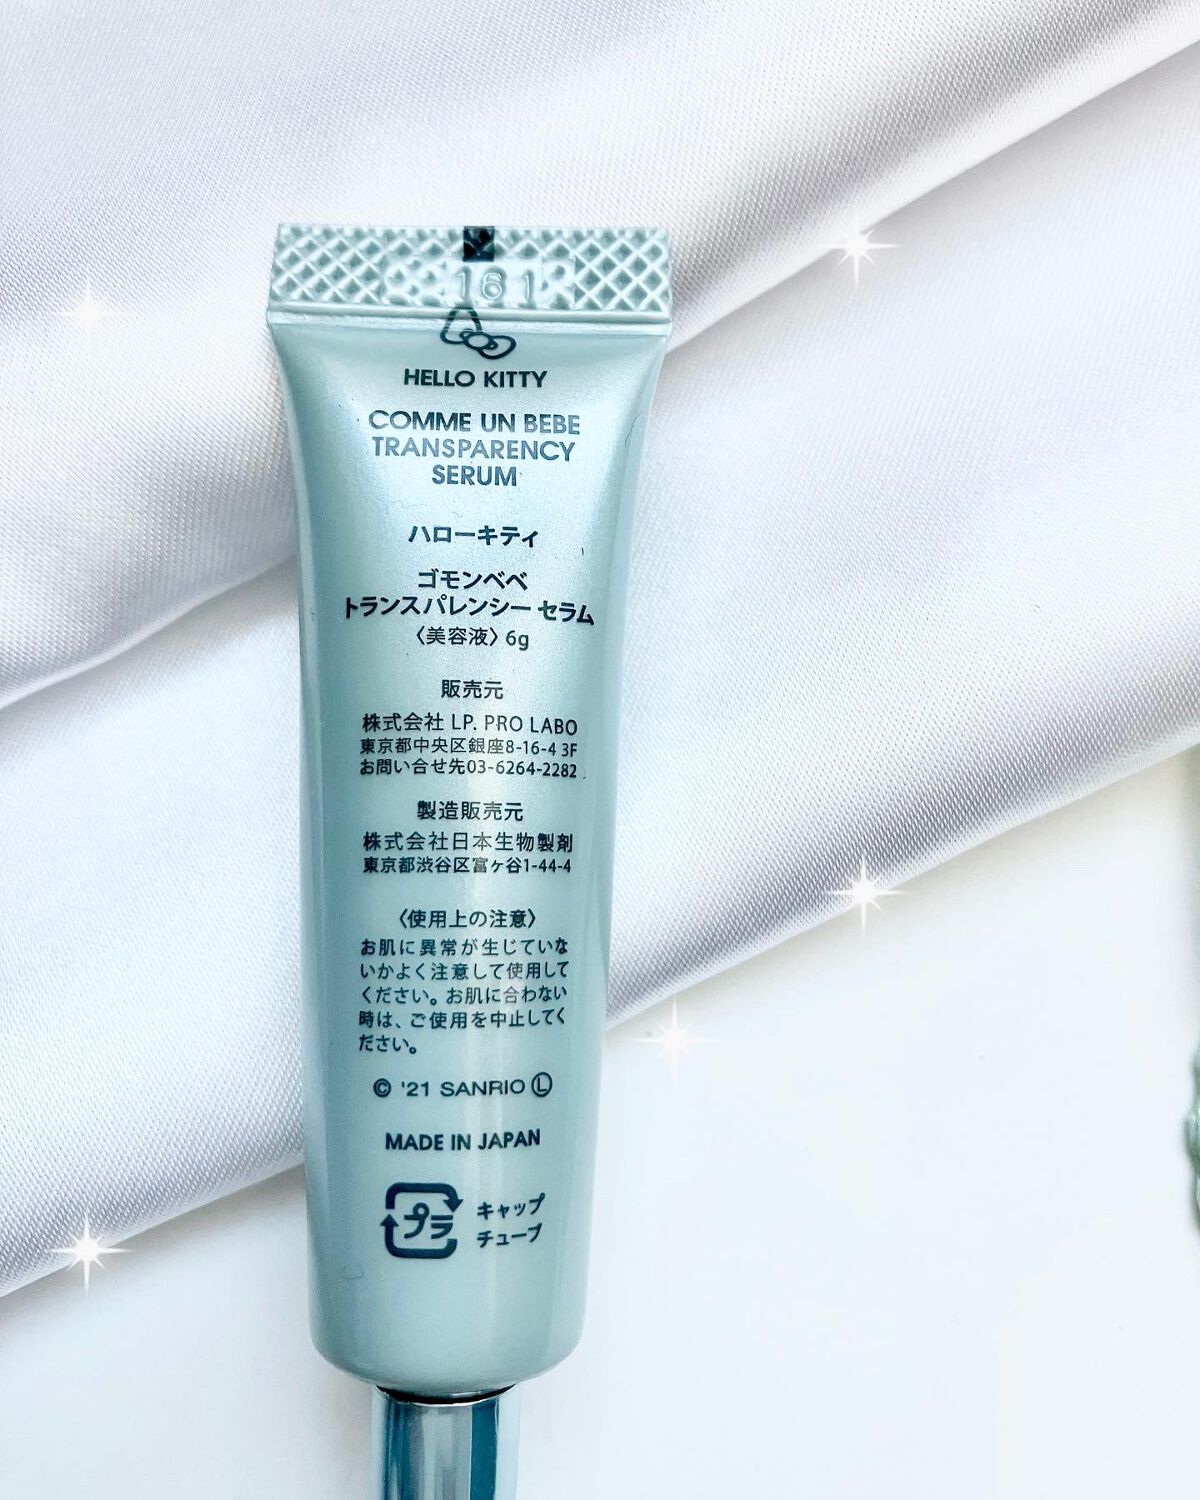 161
HELLO KITTY
COMME UN BEBE
TRANSPARENCY
SERUM
ハローキティ
ゴモンベベ
トランスパレンシー セラム
〈美容液〉6g
販売元
株式会社 LP. PRO LABO
東京都中央区銀座8-16-4 3F
お問い合せ先03-6264-2282
製造販売元
株式会社日本生物製剤
東京都渋谷区富ヶ谷1-44-4
〈使用上の注意〉
お肌に異常が生じていな
いかよく注意して使用して
ください。お肌に合わない
時は、ご使用を中止してく
ださい。
© '21 SANRIO Ⓛ
MADE IN JAPAN
プラ
キャップ
チューブ